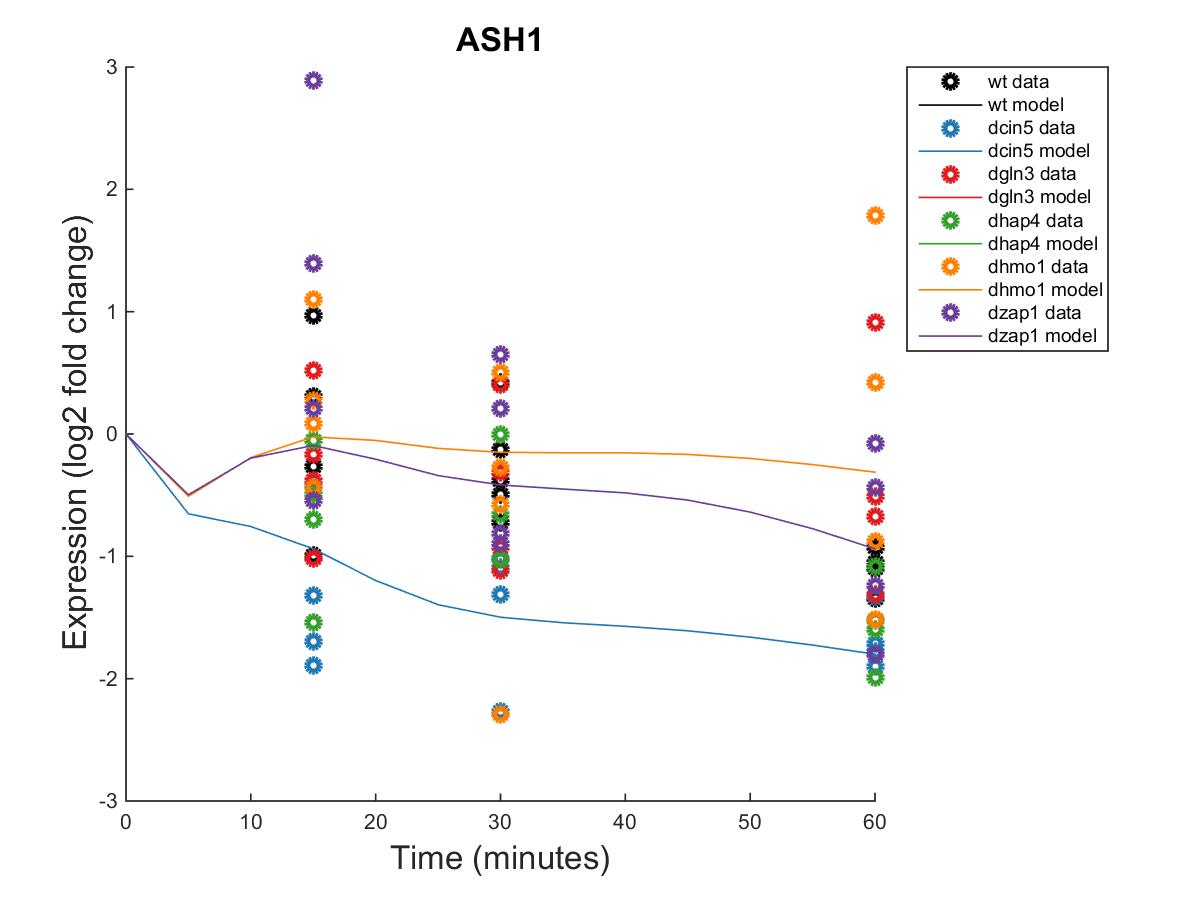 ASH1
Expression (log2 fold change)
3
2
1
0
-1
-2
-3
0 10 20 30 40 50 60
Time (minutes)
wt data
wt model
dcin5 data
dcin5 model
dgln3 data
dgln3 model
dhap4 data
dhap4 model
dhmo1 data
dhmo1 model
dzap1 data
dzap1 model